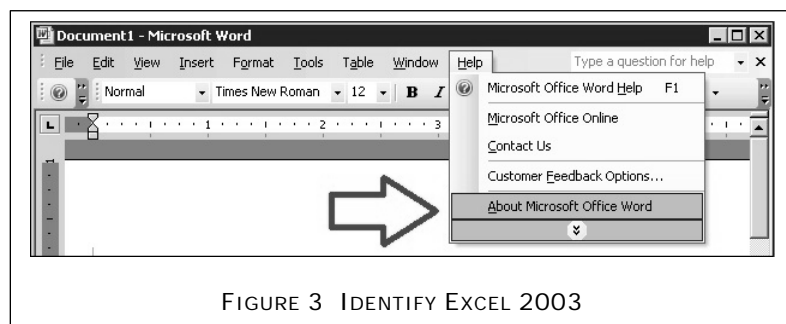 Document1 - Microsoft Word
File Edit View Insert Format Tools Table Window Help Type a question for help
Normal Times New Roman 12 B I
Microsoft Office Word Help F1
L 1 2 3
Microsoft Office Online
Contact Us
Customer Feedback Options...
About Microsoft Office Word
FIGURE 3 IDENTIFY EXCEL 2003